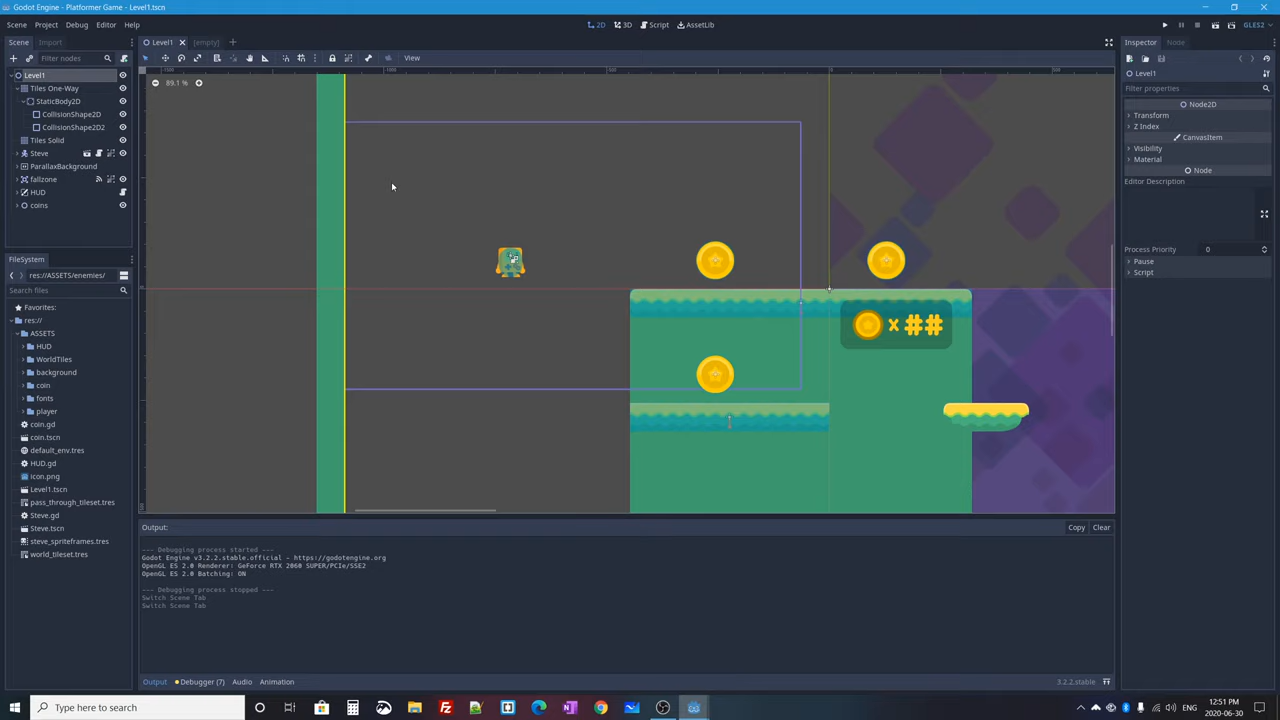 Godot Engine - Platformer Game - Level1.tscn
Scene Project Debug Editor Help
2D 3D Script AssetLib
GLES2
Scene Import
Filter nodes
Level1
Tiles One-Way
StaticBody2D
CollisionShape2D
CollisionShape2D2
Tiles Solid
Steve
ParallaxBackground
fallzone
HUD
coins
FileSystem
res://ASSETS/enemies/
Search files
Favorites:
res://
ASSETS
HUD
WorldTiles
background
coin
fonts
player
coin.gd
coin.tscn
default_env.tres
HUD.gd
icon.png
Level1.tscn
pass_through_tileset.tres
Steve.gd
Steve.tscn
steve_spriteframes.tres
world_tileset.tres
Level1 [empty]
View
89.1 %
x ##
Output:
Copy Clear
--- Debugging process started ---
Godot Engine v3.2.2.stable.official - https://godotengine.org
OpenGL ES 2.0 Renderer: GeForce RTX 2060 SUPER/PCIe/SSE2
OpenGL ES 2.0 Batching: ON
--- Debugging process stopped ---
Switch Scene Tab
Switch Scene Tab
Output Debugger (7) Audio Animation
3.2.2.stable
Inspector Node
Level1
Filter properties
Node2D
Transform
Z Index
CanvasItem
Visibility
Material
Node
Editor Description
Process Priority 0
Pause
Script
Type here to search
ENG
12:51 PM
2020-06-30